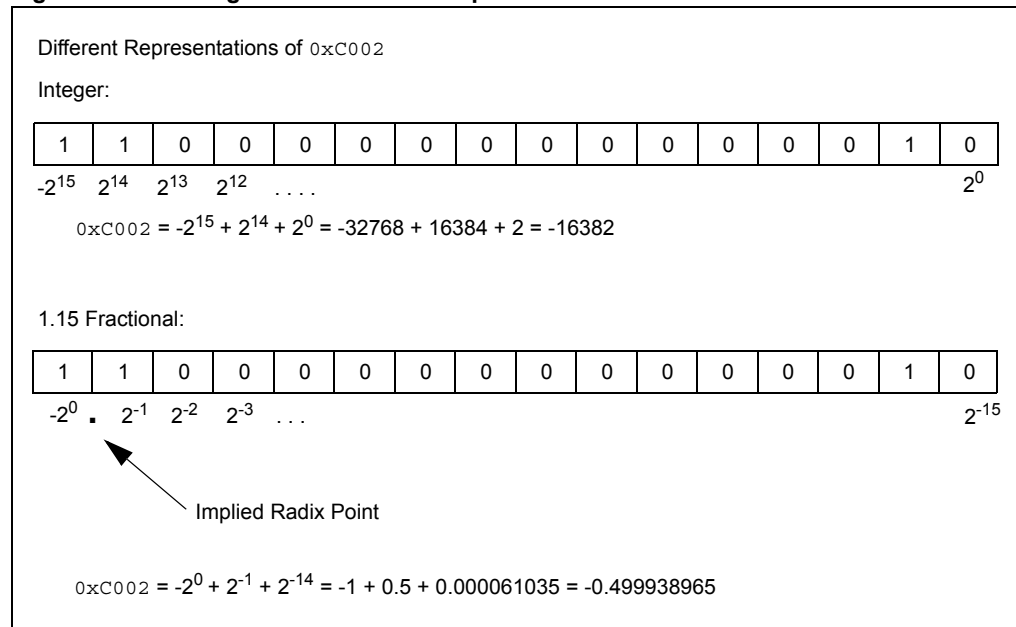 Different Representations of 0xC002
Integer:
1 1 0 0 0 0 0 0 0 0 0 0 0 0 1 0
-2^15 2^14 2^13 2^12 . . . . 2^0
0xC002 = -2^15 + 2^14 + 2^0 = -32768 + 16384 + 2 = -16382
1.15 Fractional:
1 1 0 0 0 0 0 0 0 0 0 0 0 0 1 0
-2^0 . 2^-1 2^-2 2^-3 . . . 2^-15
Implied Radix Point
0xC002 = -2^0 + 2^-1 + 2^-14 = -1 + 0.5 + 0.000061035 = -0.499938965